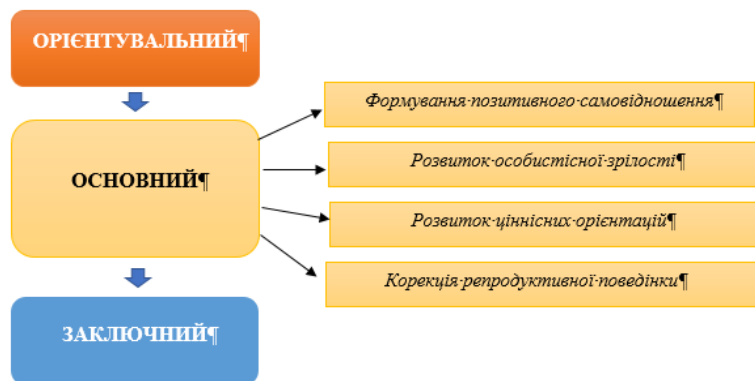 ОРІЄНТУВАЛЬНИЙ¶
Формування·позитивного·самовідношення¶
Розвиток·особистісної·зрілості¶
ОСНОВНИЙ¶
Розвиток·ціннісних·орієнтацій¶
Корекція·репродуктивної·поведінки¶
ЗАКЛЮЧНИЙ¶